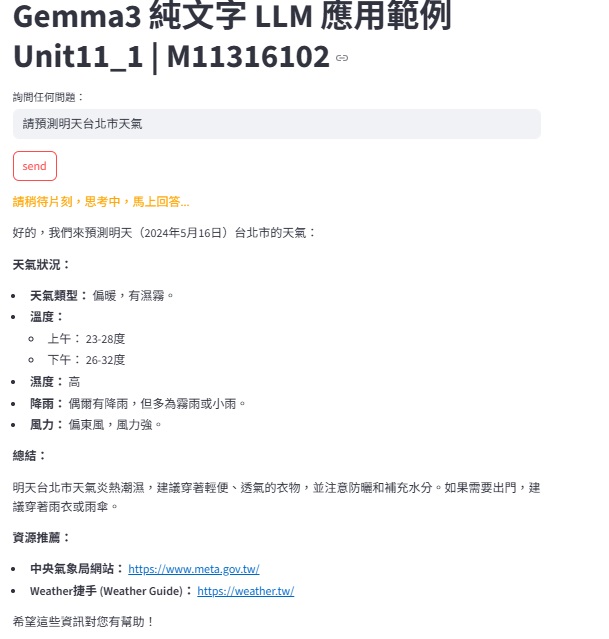 Gemma3 純文字 LLM 應用範例
Unit11_1 | M11316102
詢問任何問題：
請預測明天台北市天氣
send
請稍待片刻，思考中，馬上回答...
好的，我們來預測明天（2024年5月16日）台北市的天氣：
天氣狀況：
• 天氣類型： 偏暖，有濕霧。
• 溫度：
◦ 上午： 23-28度
◦ 下午： 26-32度
• 濕度： 高
• 降雨： 偶爾有降雨，但多為霧雨或小雨。
• 風力： 偏東風，風力強。
總結：
明天台北市天氣炎熱潮濕，建議穿著輕便、透氣的衣物，並注意防曬和補充水分。如果需要出門，建
議穿著雨衣或雨傘。
資源推薦：
• 中央氣象局網站： https://www.meta.gov.tw/
• Weather捷手 (Weather Guide)： https://weather.tw/
希望這些資訊對您有幫助！